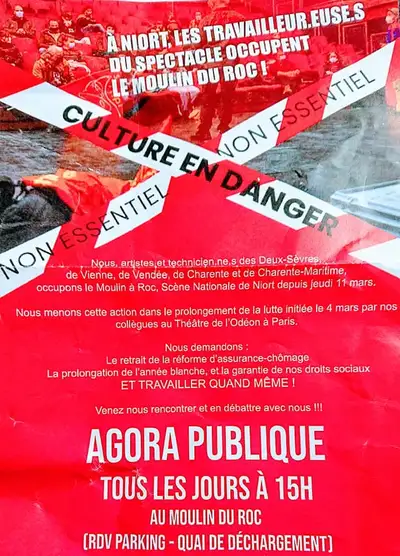 À NIORT, LES TRAVAILLEUR.EUSE.S
DU SPECTACLE OCCUPENT
LE MOULIN DU ROC !
NON ESSENTIEL
CULTURE EN DANGER
NON ESSENTIEL
Nous, artistes et technicien.ne.s des Deux-Sèvres,
de Vienne, de Vendée, de Charente et de Charente-Maritime,
occupons le Moulin à Roc, Scène Nationale de Niort depuis jeudi 11 mars.
Nous menons cette action dans le prolongement de la lutte initiée le 4 mars par nos
collègues au Théâtre de l'Odéon à Paris.
Nous demandons :
Le retrait de la réforme d'assurance-chômage
La prolongation de l'année blanche, et la garantie de nos droits sociaux
ET TRAVAILLER QUAND MÊME !
Venez nous rencontrer et en débattre avec nous !!!
AGORA PUBLIQUE
TOUS LES JOURS À 15H
AU MOULIN DU ROC
(RDV PARKING - QUAI DE DÉCHARGEMENT)